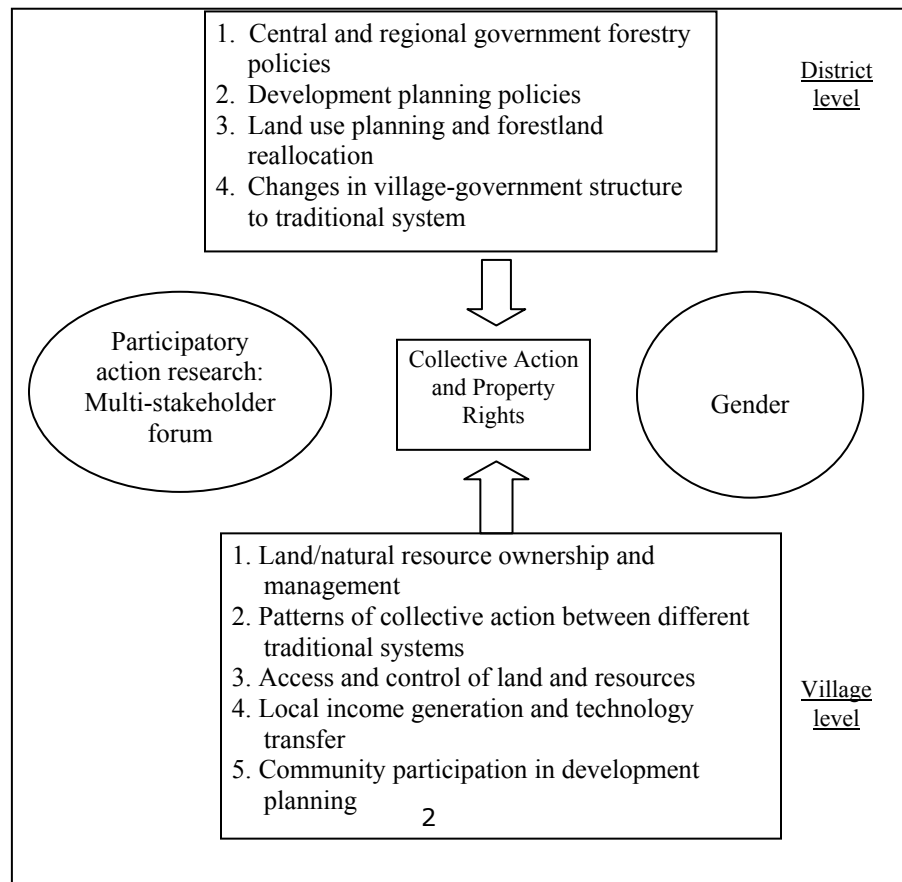 1. Central and regional government forestry
policies
2. Development planning policies
3. Land use planning and forestland
reallocation
4. Changes in village-government structure
to traditional system
District
level
Participatory
action research:
Multi-stakeholder
forum
Collective Action
and Property
Rights
Gender
1. Land/natural resource ownership and
management
2. Patterns of collective action between different
traditional systems
3. Access and control of land and resources
4. Local income generation and technology
transfer
5. Community participation in development
planning
Village
level
2